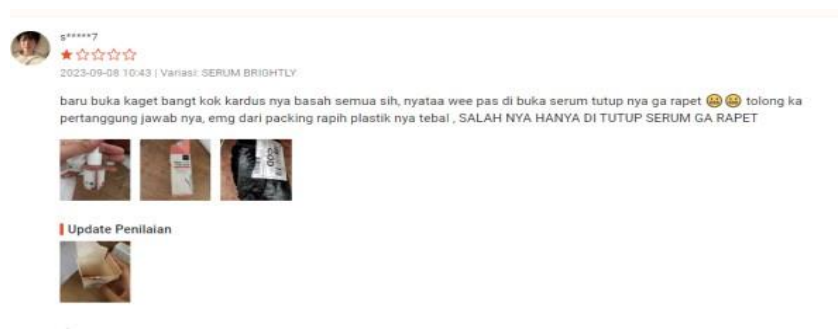 s*****7
2023-09-08 10:43 | Variasi: SERUM BRIGHTLY
baru buka kaget bangt kok kardus nya basah semua sih, nyataa wee pas di buka serum tutup nya ga rapet 😄😄 tolong ka
pertanggung jawab nya, emg dari packing rapih plastik nya tebal , SALAH NYA HANYA DI TUTUP SERUM GA RAPET
COD
Update Penilaian